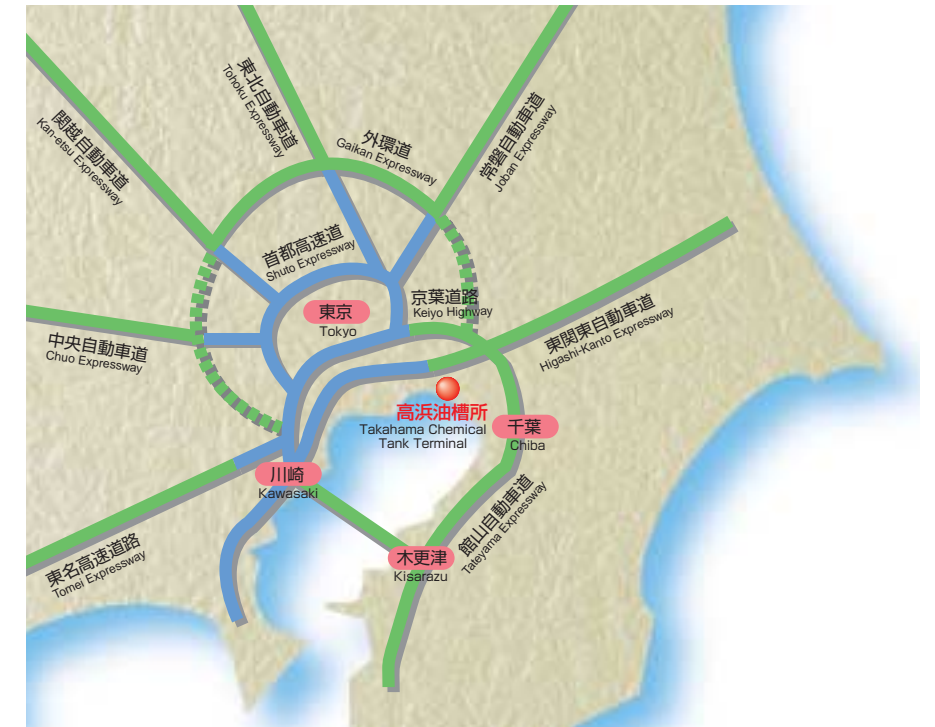 東北自動車道
Tohoku Expressway
外環道
Gaikan Expressway
常磐自動車道
Joban Expressway
関越自動車道
Kan-etsu Expressway
首都高速道
Shuto Expressway
東京
Tokyo
京葉道路
Keiyo Highway
中央自動車道
Chuo Expressway
東関東自動車道
Higashi-Kanto Expressway
高浜油槽所
Takahama Chemical
Tank Terminal
千葉
Chiba
川崎
Kawasaki
館山自動車道
Tateyama Expressway
木更津
Kisarazu
東名高速道路
Tomei Expressway